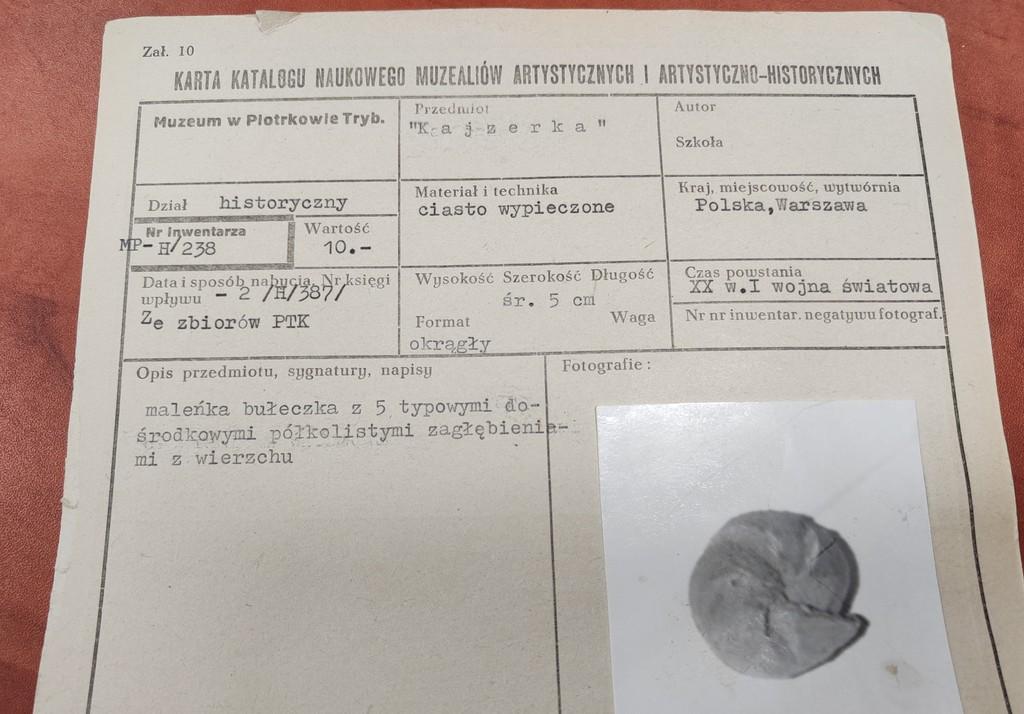 Zał. 10
KARTA KATALOGU NAUKOWEGO MUZEALIÓW ARTYSTYCZNYCH I ARTYSTYCZNO-HISTORYCZNYCH
Muzeum w Piotrkowie Tryb.
Przedmiot
"K a j z e r k a"
Autor
Szkoła
Dział historyczny
Materiał i technika
ciasto wypieczone
Kraj, miejscowość, wytwórnia
Polska,Warszawa
Nr inwentarza
MP-H/238
Wartość
10.-
Data i sposób nabycia, Nr księgi
wpływu - 2 /H/387/
Ze zbiorów PTK
Wysokość Szerokość Długość
śr. 5 cm
Format Waga
okrągły
Czas powstania
XX w.I wojna światowa
Nr nr inwentar. negatywu fotograf.
Opis przedmiotu, sygnatury, napisy
maleńka bułeczka z 5 typowymi do-
środkowymi półkolistymi zagłębienia-
mi z wierzchu
Fotografie :